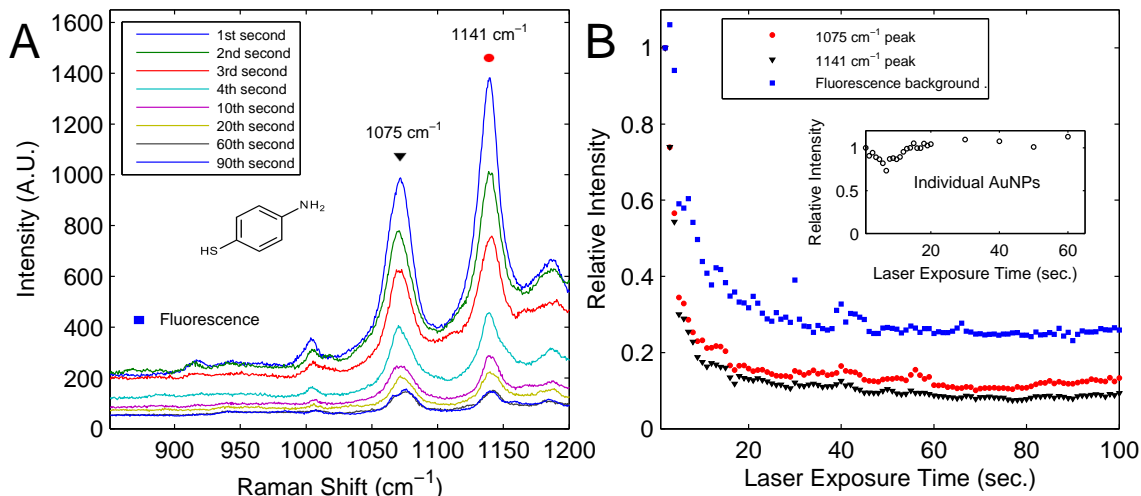 A
1600
1400
1200
1000
800
600
400
200
0
Intensity (A.U.)
900
950
1000
1050
1100
1150
1200
Raman Shift (cm⁻¹)
1st second
2nd second
3rd second
4th second
10th second
20th second
60th second
90th second
1141 cm⁻¹
1075 cm⁻¹
NH₂
HS
Fluorescence
B
1
0.8
0.6
0.4
0.2
0
Relative Intensity
20
40
60
80
100
Laser Exposure Time (sec.)
1075 cm⁻¹ peak
1141 cm⁻¹ peak
Fluorescence background .
1
0.5
0
Relative Intensity
Individual AuNPs
20
40
60
Laser Exposure Time (sec.)